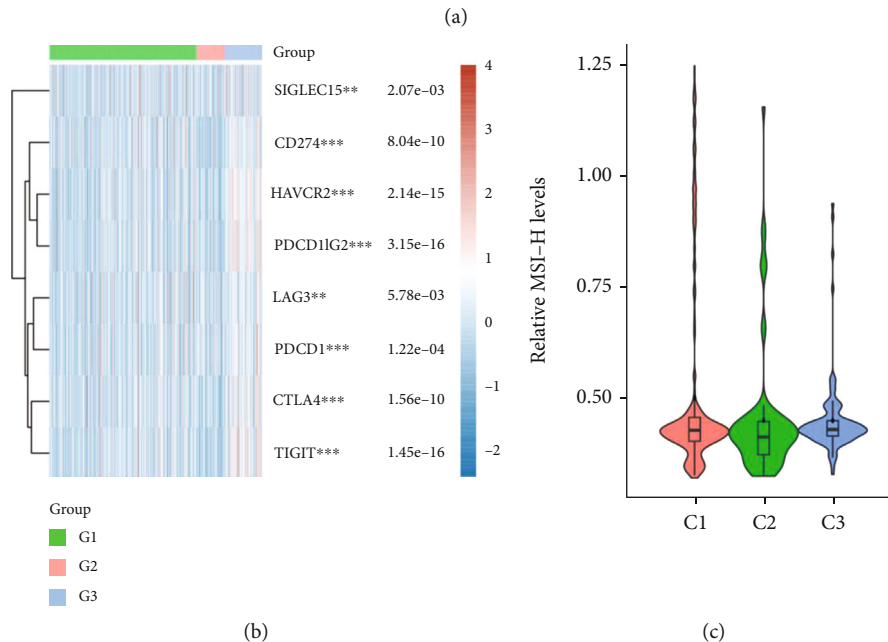 (a)
Group
SIGLEC15** 2.07e–03
CD274*** 8.04e–10
HAVCR2*** 2.14e–15
PDCD1lG2*** 3.15e–16
LAG3** 5.78e–03
PDCD1*** 1.22e–04
CTLA4*** 1.56e–10
TIGIT*** 1.45e–16
4
3
2
1
0
–1
–2
Group
G1
G2
G3
(b)
Relative MSI–H levels
1.25
1.00
0.75
0.50
C1 C2 C3
(c)